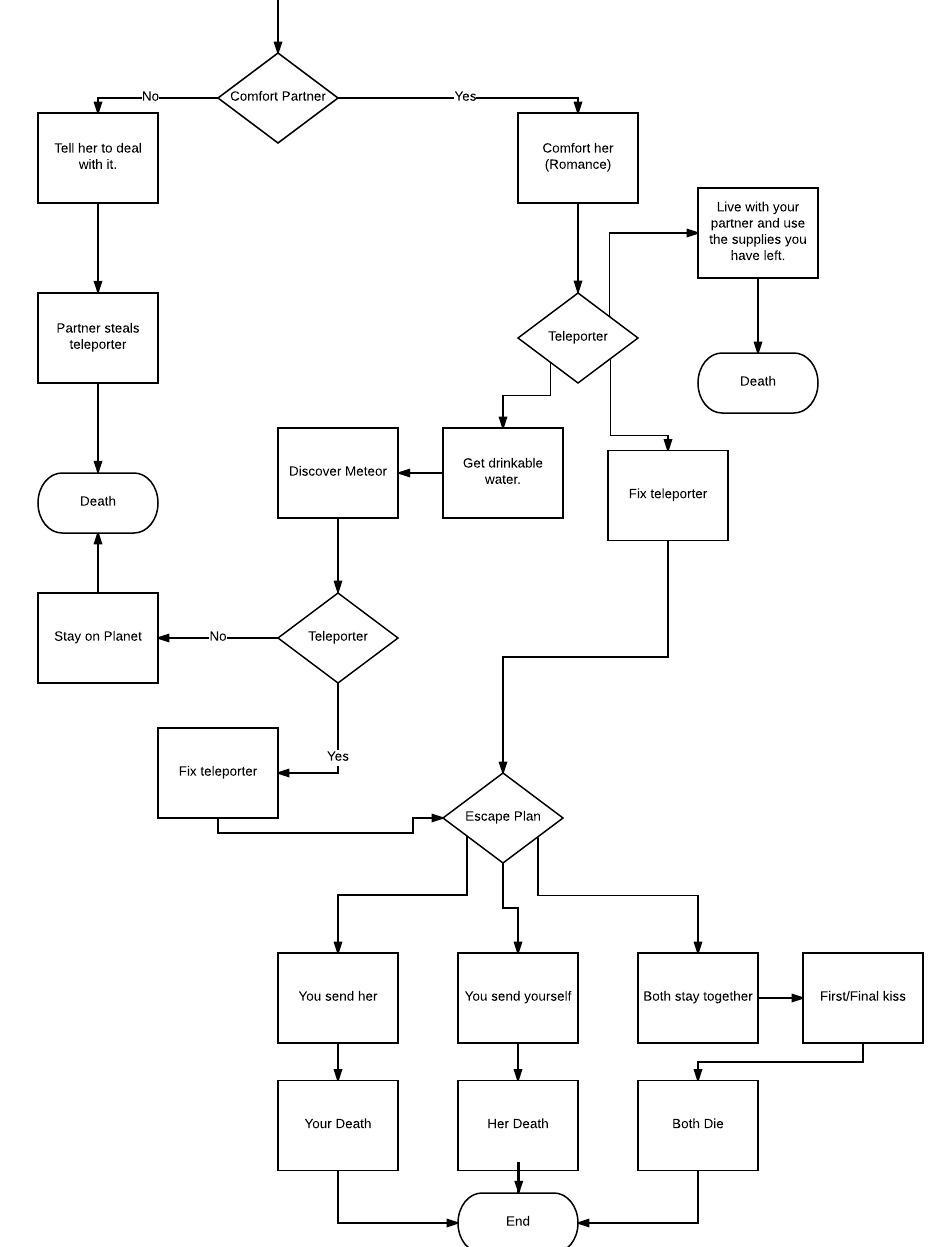 Comfort Partner
No
Yes
Tell her to deal
with it.
Comfort her
(Romance)
Live with your
partner and use
the supplies you
have left.
Partner steals
teleporter
Teleporter
Death
Discover Meteor
Get drinkable
water.
Fix teleporter
Death
Stay on Planet
No
Teleporter
Yes
Fix teleporter
Escape Plan
You send her
You send yourself
Both stay together
First/Final kiss
Your Death
Her Death
Both Die
End